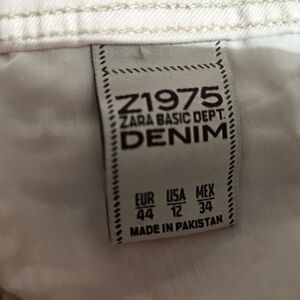 Z1975
ZARA BASIC DEPT.
DENIM
EUR USA MEX
44 12 34
MADE IN PAKISTAN